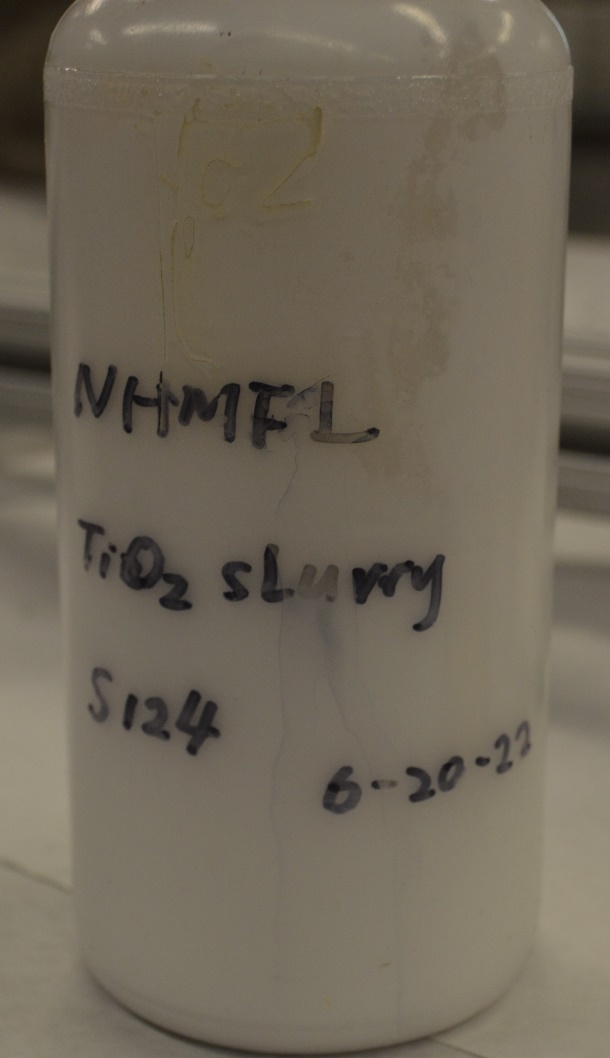 NHMFL
TiO₂ sLurry
S124
6-20-22